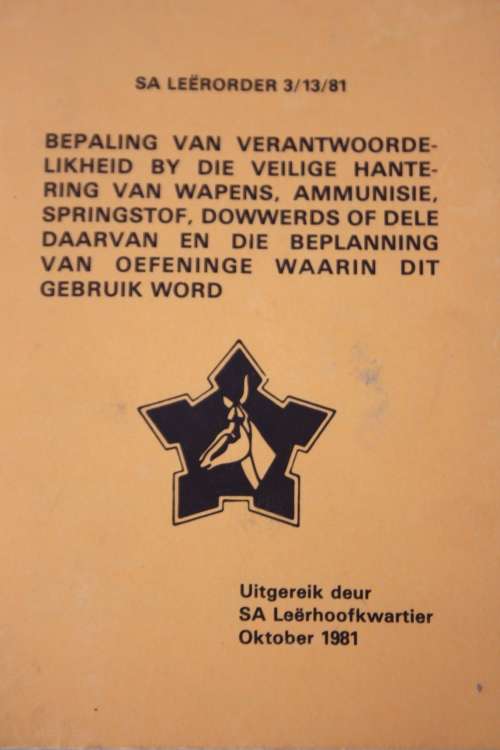 SA LEËRORDER 3/13/81
BEPALING VAN VERANTWOORDE-
LIKHEID BY DIE VEILIGE HANTE-
RING VAN WAPENS, AMMUNISIE,
SPRINGSTOF, DOWWERDS OF DELE
DAARVAN EN DIE BEPLANNING
VAN OEFENINGE WAARIN DIT
GEBRUIK WORD
Uitgereik deur
SA Leërhoofkwartier
Oktober 1981